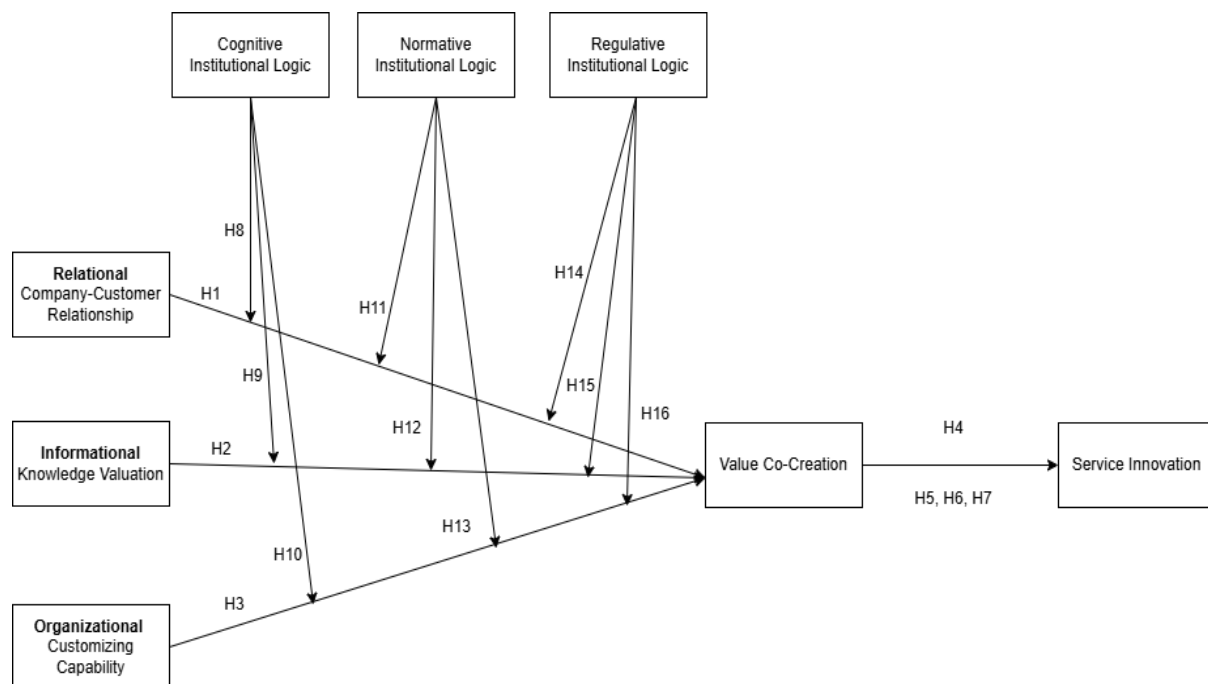 Cognitive
Institutional Logic
Normative
Institutional Logic
Regulative
Institutional Logic
H8
Relational
Company-Customer
Relationship
H1
H14
H11
H9
H15
H16
H12
Informational
Knowledge Valuation
H2
Value Co-Creation
H4
H5, H6, H7
Service Innovation
H13
H10
H3
Organizational
Customizing
Capability